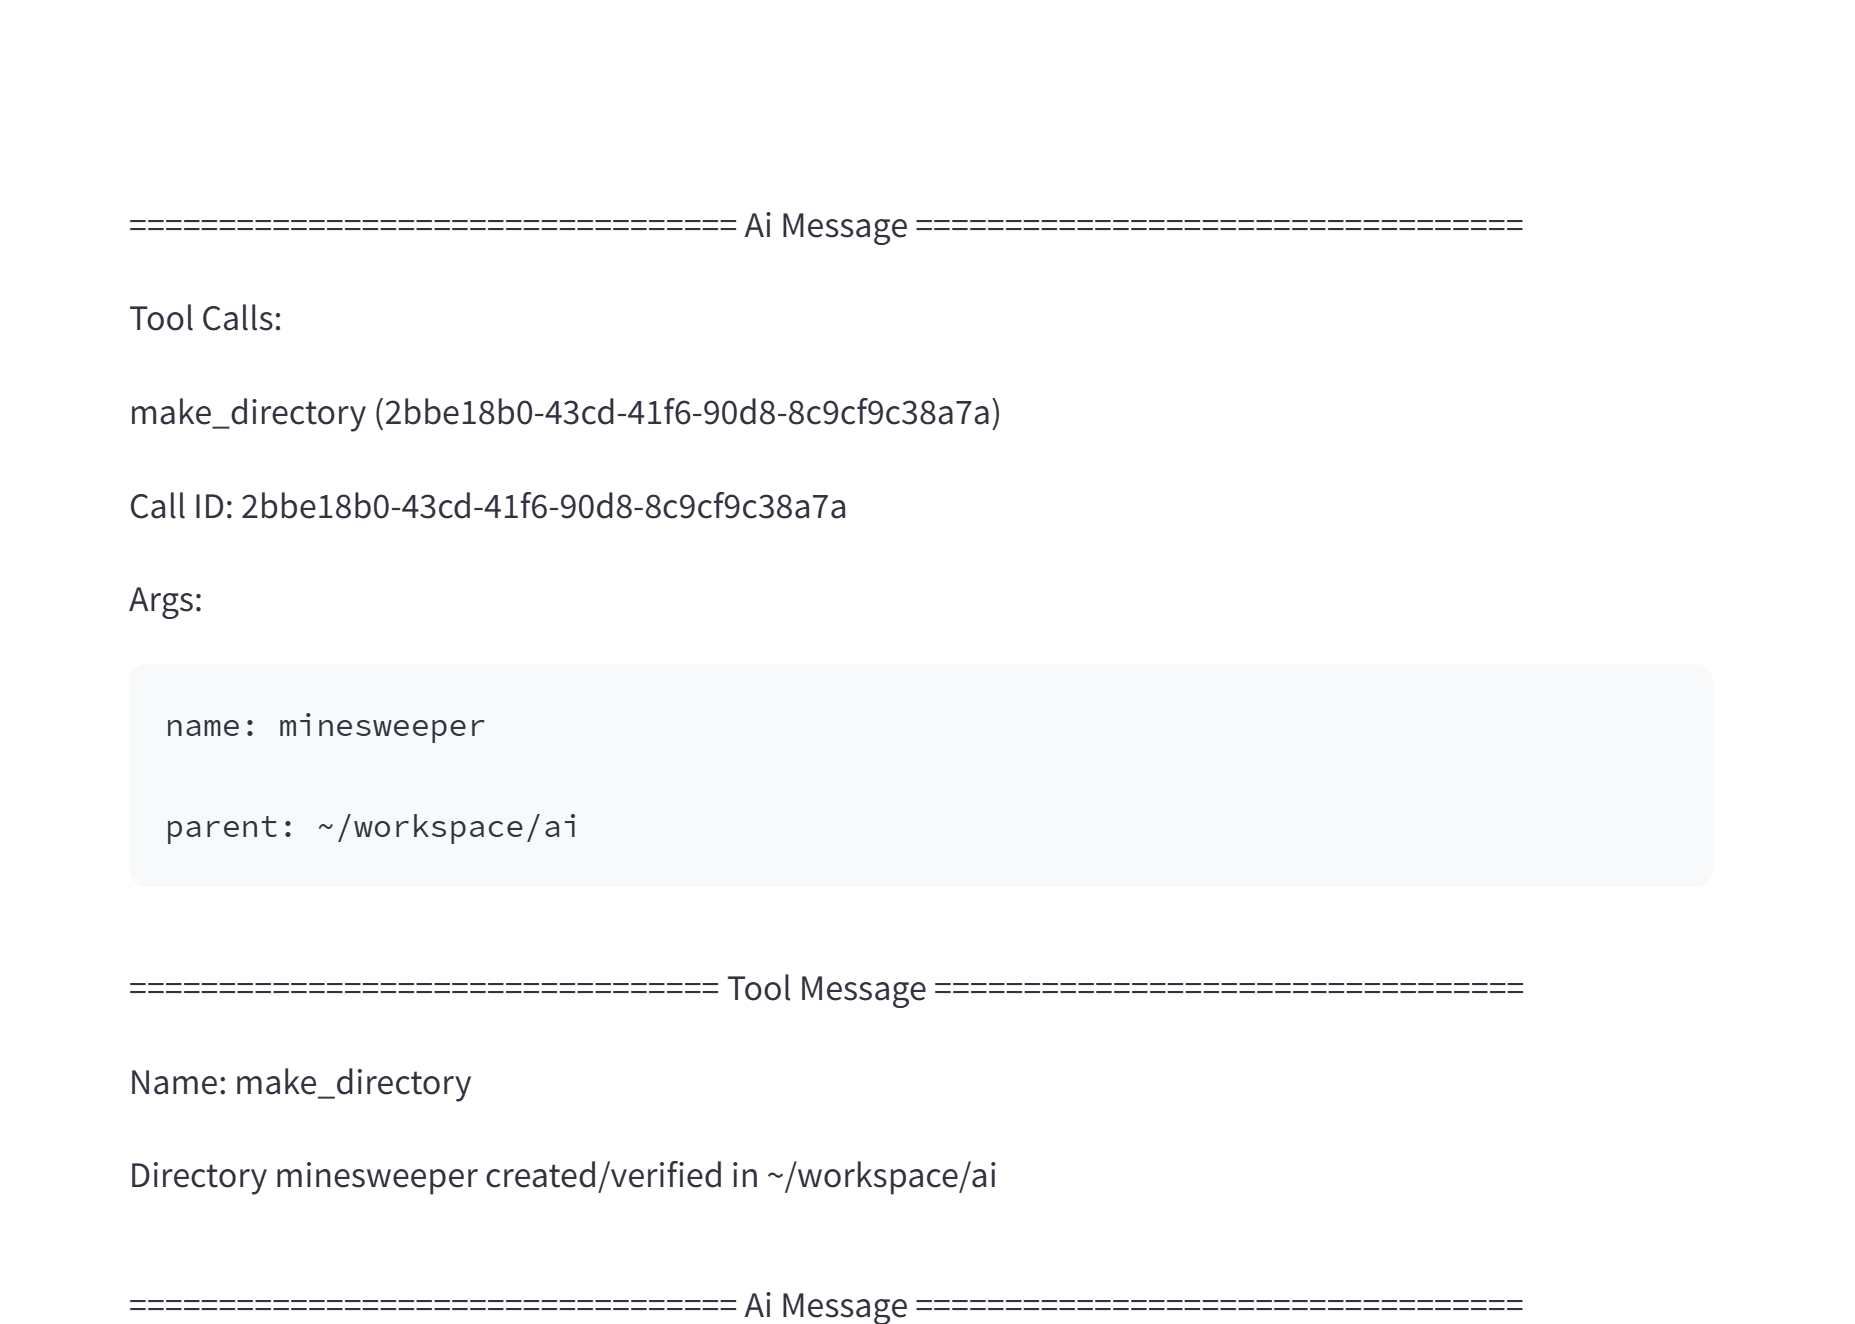 ================================== Ai Message ==================================
Tool Calls:
make_directory (2bbe18b0-43cd-41f6-90d8-8c9cf9c38a7a)
Call ID: 2bbe18b0-43cd-41f6-90d8-8c9cf9c38a7a
Args:
name: minesweeper
parent: ~/workspace/ai
================================= Tool Message =================================
Name: make_directory
Directory minesweeper created/verified in ~/workspace/ai
================================== Ai Message ==================================